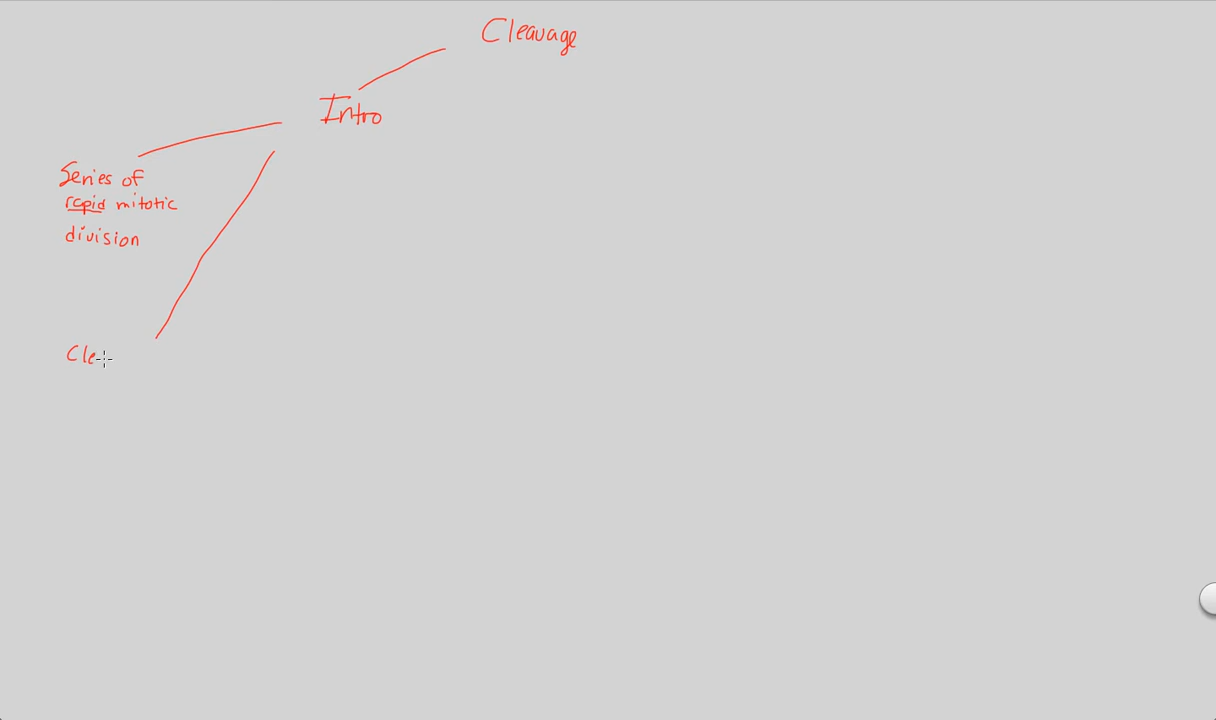 Cleavage
Intro
Series of
rapid mitotic
division
Cle